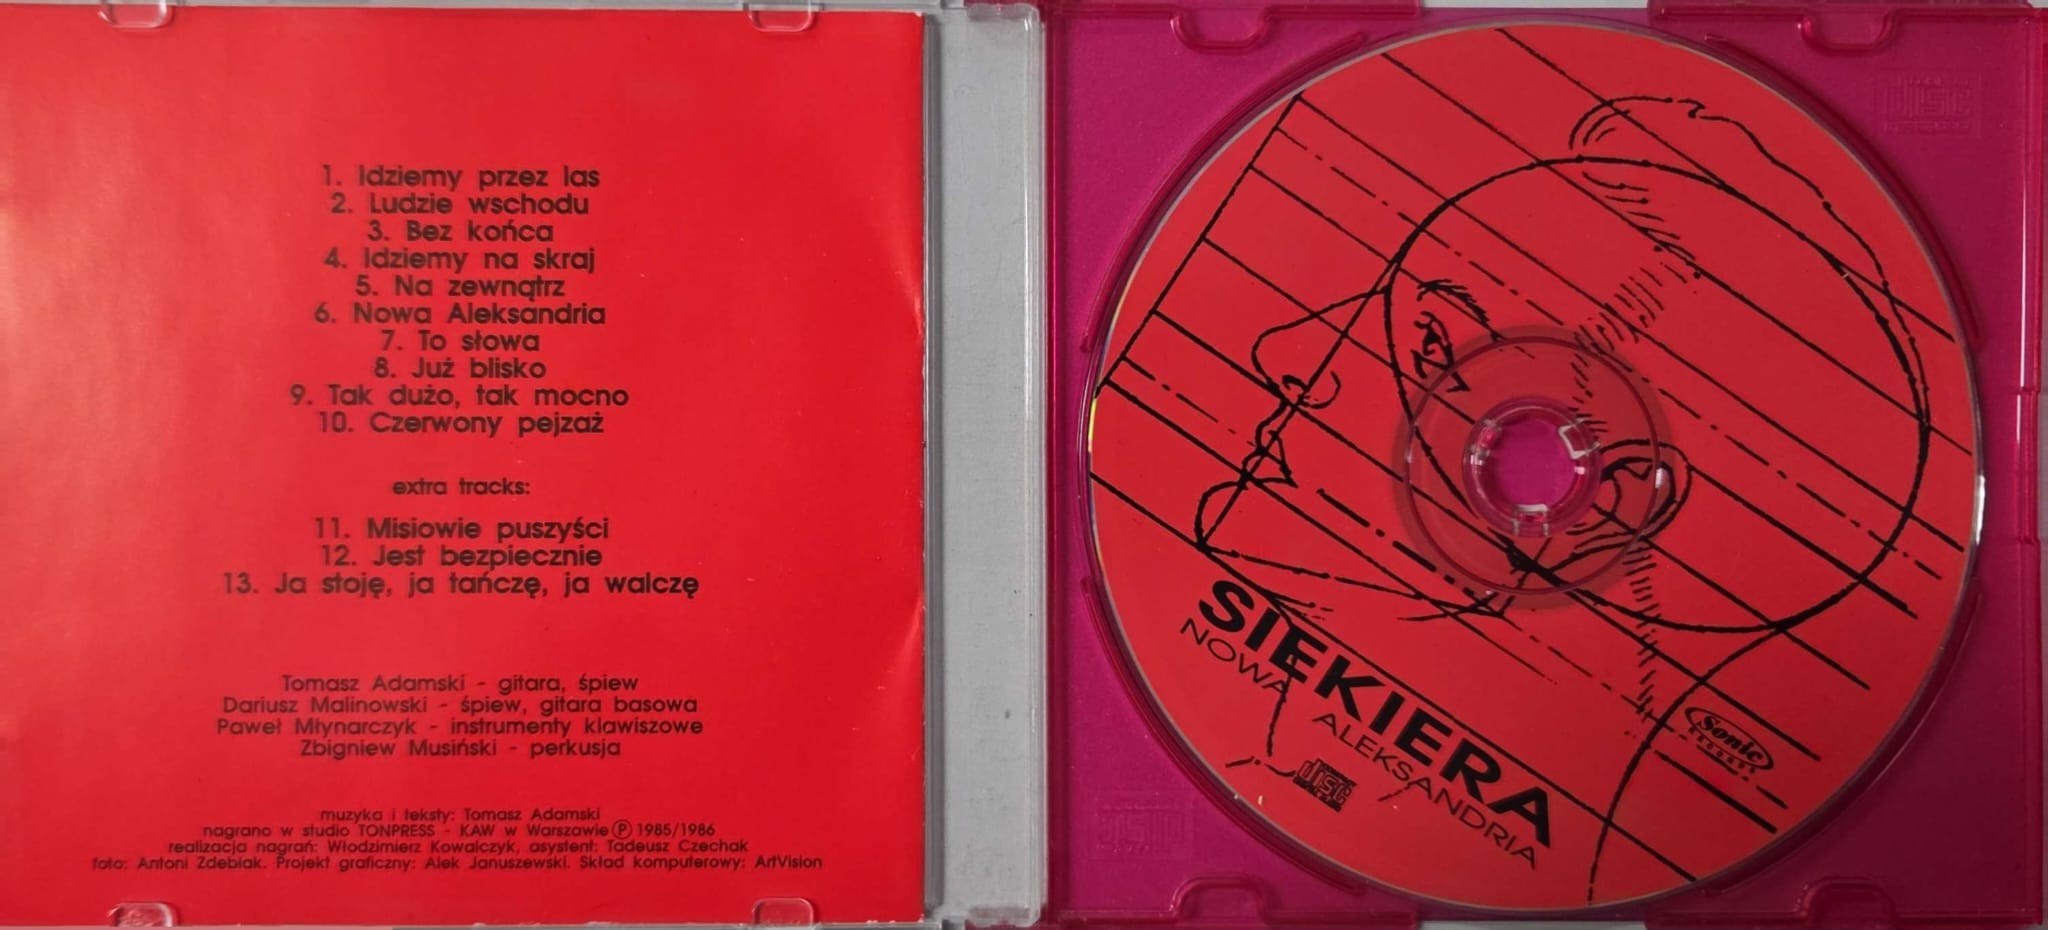 1. Idziemy przez las
2. Ludzie wschodu
3. Bez końca
4. Idziemy na skraj
5. Na zewnątrz
6. Nowa Aleksandria
7. To słowa
8. Już blisko
9. Tak dużo, tak mocno
10. Czerwony pejzaż
extra tracks:
11. Misiowie puszyści
12. Jest bezpiecznie
13. Ja stoję, ja tańczę, ja walczę
Tomasz Adamski - gitara, śpiew
Dariusz Malinowski - śpiew, gitara basowa
Paweł Młynarczyk - instrumenty klawiszowe
Zbigniew Musiński - perkusja
muzyka i teksty: Tomasz Adamski
nagrano w studio TONPRESS - KAW w Warszawie Ⓟ 1985/1986
realizacja nagrań: Włodzimierz Kowalczyk, asystent: Tadeusz Czechak
foto: Antoni Zdebiak. Projekt graficzny: Alek Januszewski. Skład komputerowy: ArtVision
SIEKIERA
NOWA ALEKSANDRIA
Sonic
disc
disc
disc